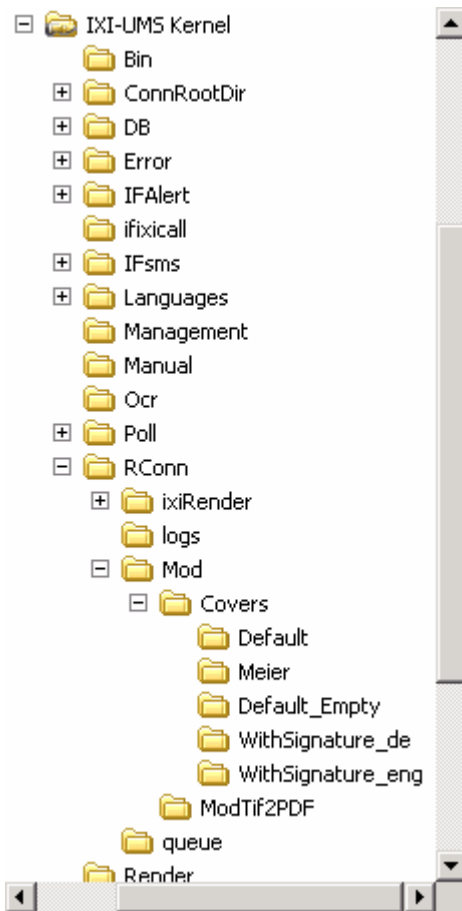 IXI-UMS Kernel
Bin
ConnRootDir
DB
Error
IFAlert
ifixicall
IFsms
Languages
Management
Manual
Ocr
Poll
RConn
ixiRender
logs
Mod
Covers
Default
Meier
Default_Empty
WithSignature_de
WithSignature_eng
ModTif2PDF
queue
Render